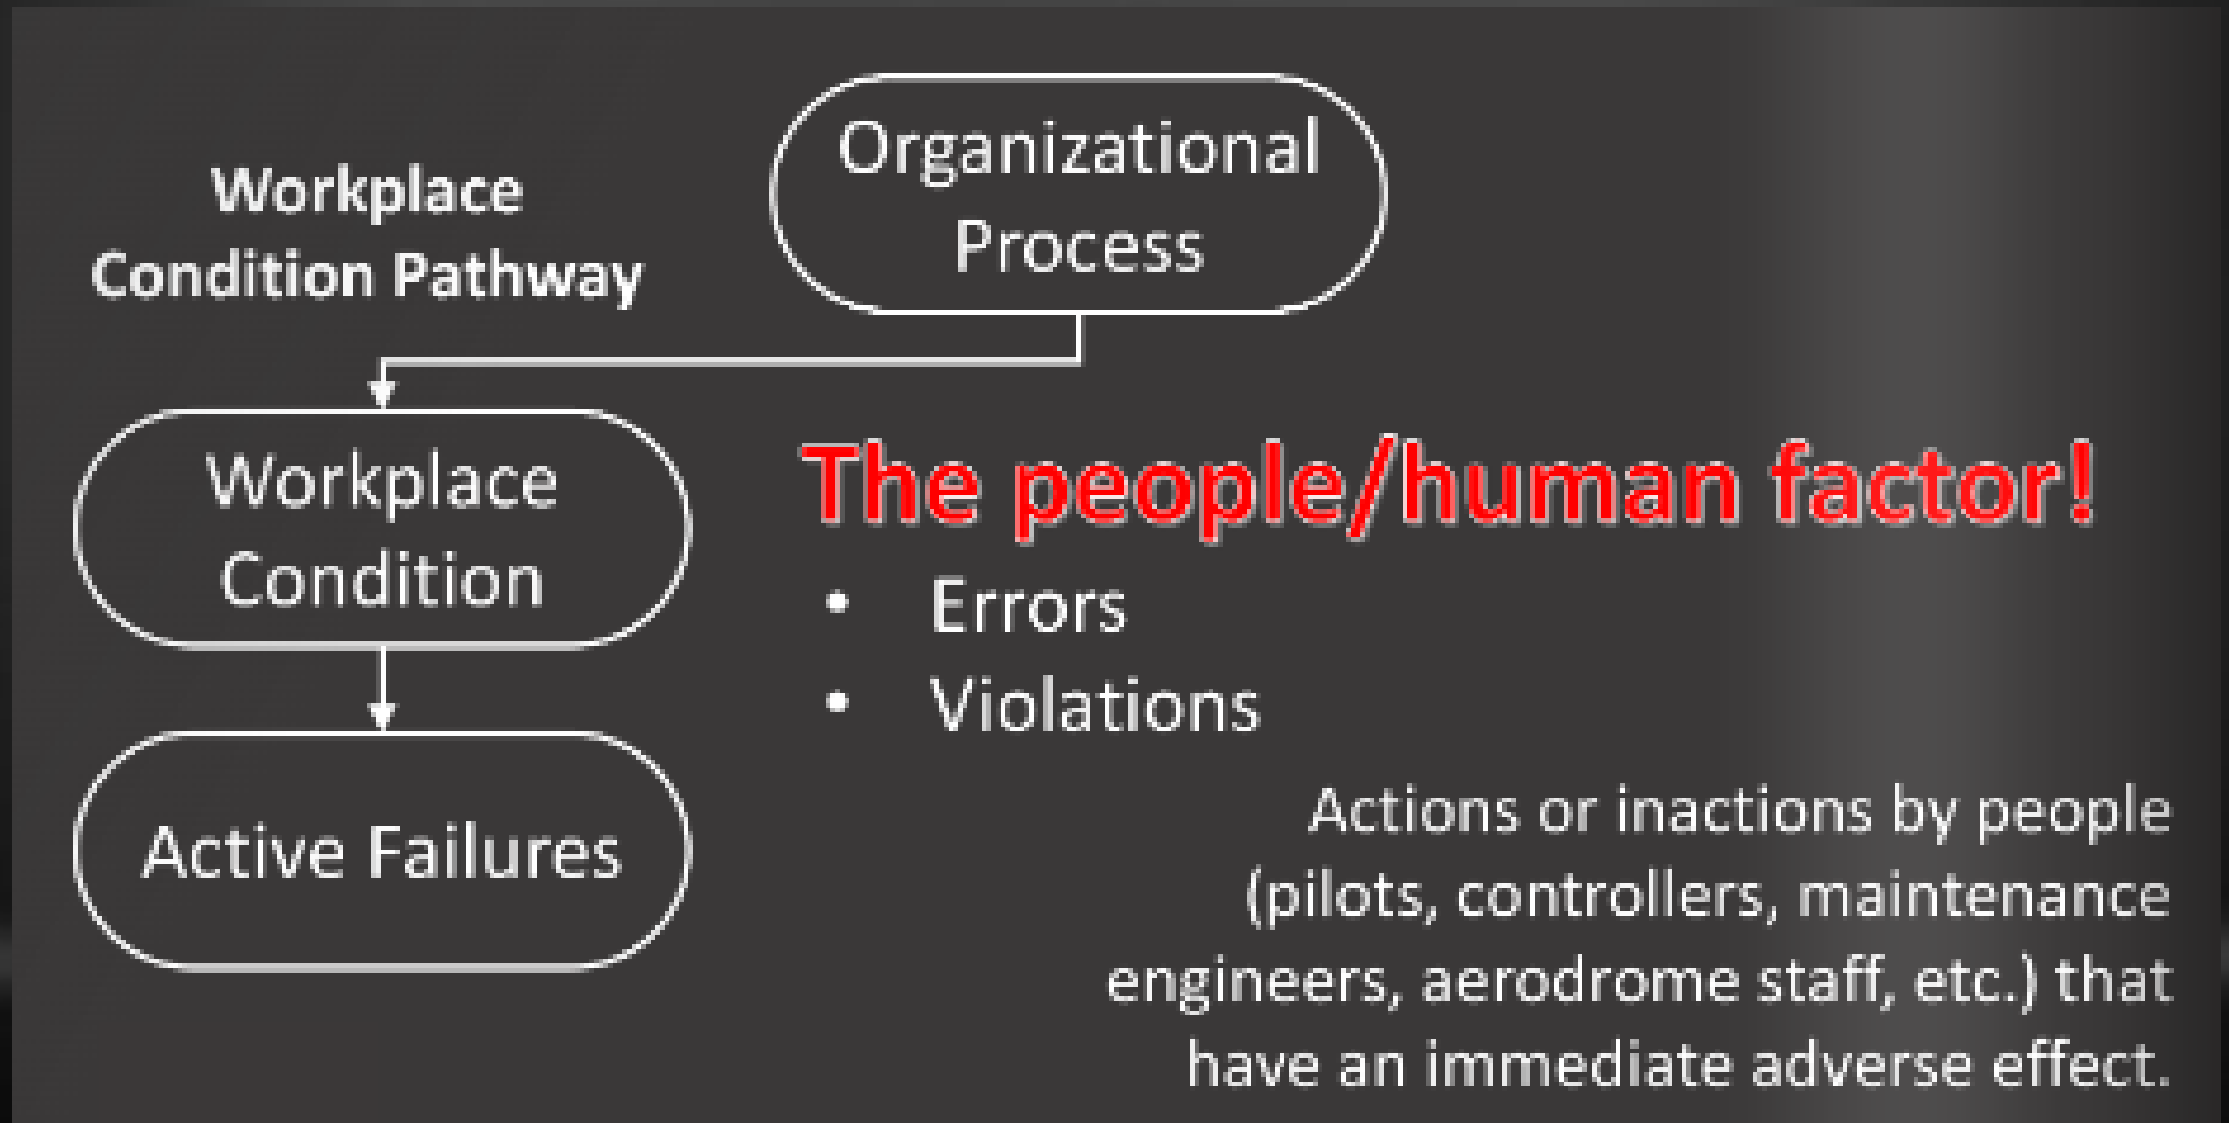 Organizational
Process
Workplace
Condition Pathway
Workplace
Condition
The people/human factor!
• Errors
• Violations
Active Failures
Actions or inactions by people
(pilots, controllers, maintenance
engineers, aerodrome staff, etc.) that
have an immediate adverse effect.